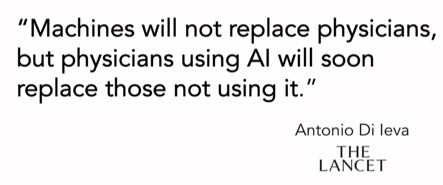 “Machines will not replace physicians,
but physicians using AI will soon
replace those not using it.”
Antonio Di Ieva
THE
LANCET